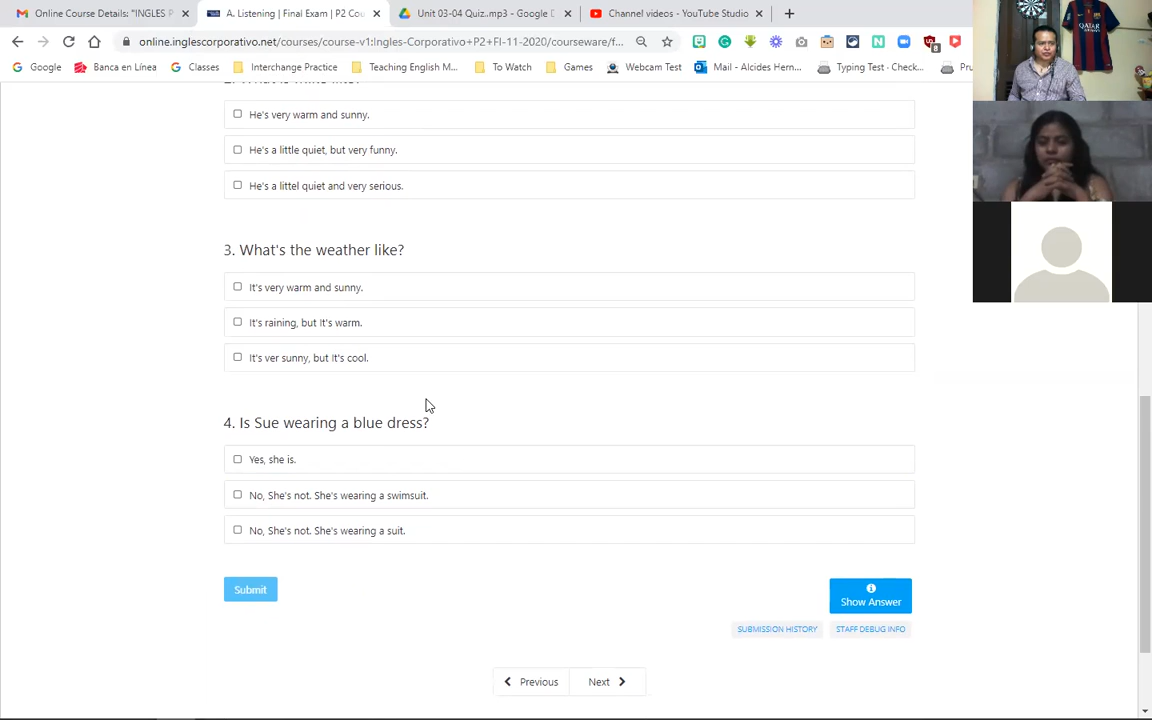 Online Course Details: "INGLES P
A. Listening | Final Exam | P2 Cou
Unit 03-04 Quiz..mp3 - Google D
Channel videos - YouTube Studio
online.inglescorporativo.net/courses/course-v1:Ingles-Corporativo+P2+FI-11-2020/courseware/f...
8
Google
Banca en Línea
Classes
Interchange Practice
Teaching English M...
To Watch
Games
Webcam Test
Mail - Alcides Hern...
Typing Test - Check...
Pru
QATAR
He's very warm and sunny.
He's a little quiet, but very funny.
He's a littel quiet and very serious.
3. What's the weather like?
It's very warm and sunny.
It's raining, but It's warm.
It's ver sunny, but It's cool.
4. Is Sue wearing a blue dress?
Yes, she is.
No, She's not. She's wearing a swimsuit.
No, She's not. She's wearing a suit.
Submit
Show Answer
SUBMISSION HISTORY
STAFF DEBUG INFO
Previous
Next